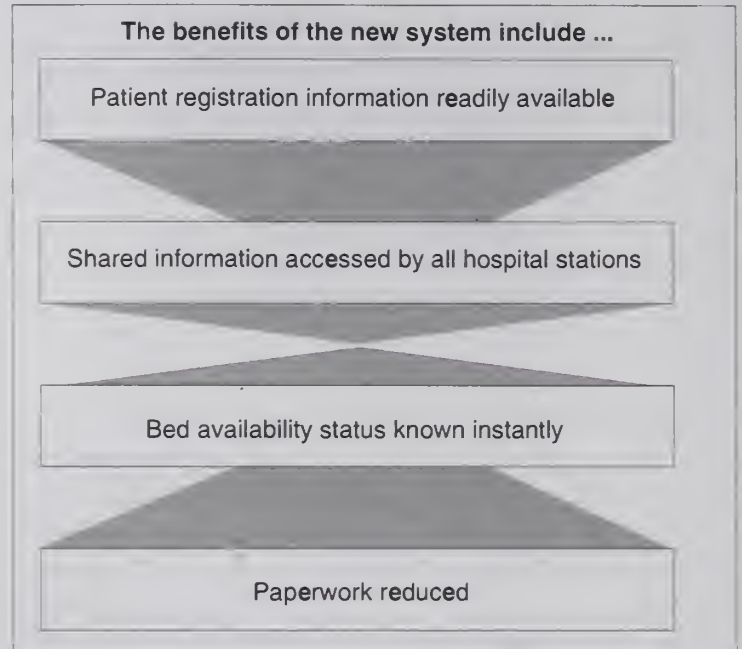 The benefits of the new system include ...
Patient registration information readily available
Shared information accessed by all hospital stations
Bed availability status known instantly
Paperwork reduced